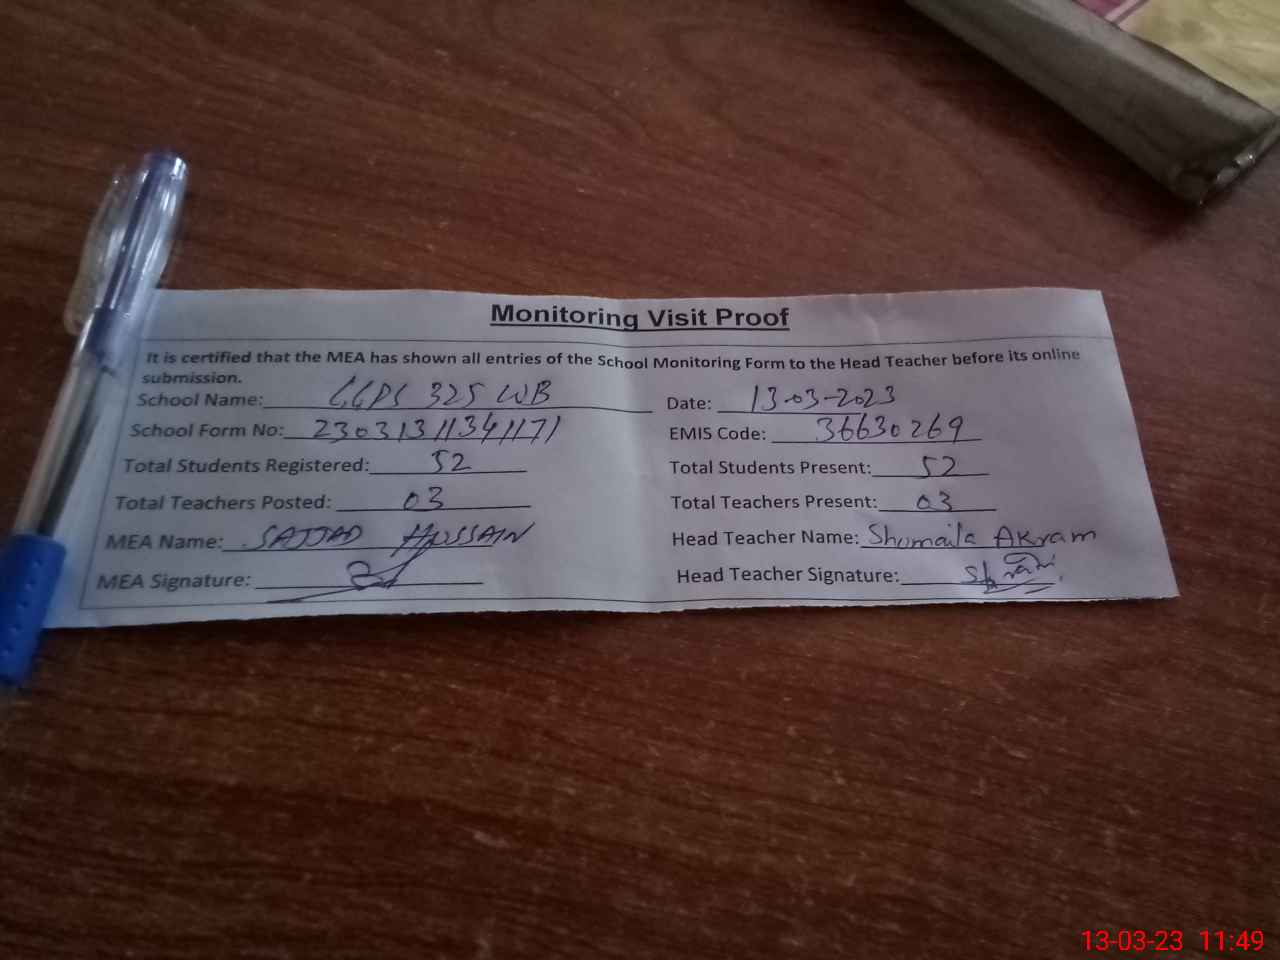 Monitoring Visit Proof
It is certified that the MEA has shown all entries of the School Monitoring Form to the Head Teacher before its online
submission.
School Name: GGPS 325 WB Date: 13-03-2023
School Form No: 23031311341171 EMIS Code: 36630269
Total Students Registered: 52 Total Students Present: 52
Total Teachers Posted: 03 Total Teachers Present: 03
MEA Name: SAJJAD HUSSAIN Head Teacher Name: Shumaila Akram
MEA Signature: Head Teacher Signature:
13-03-23 11:49